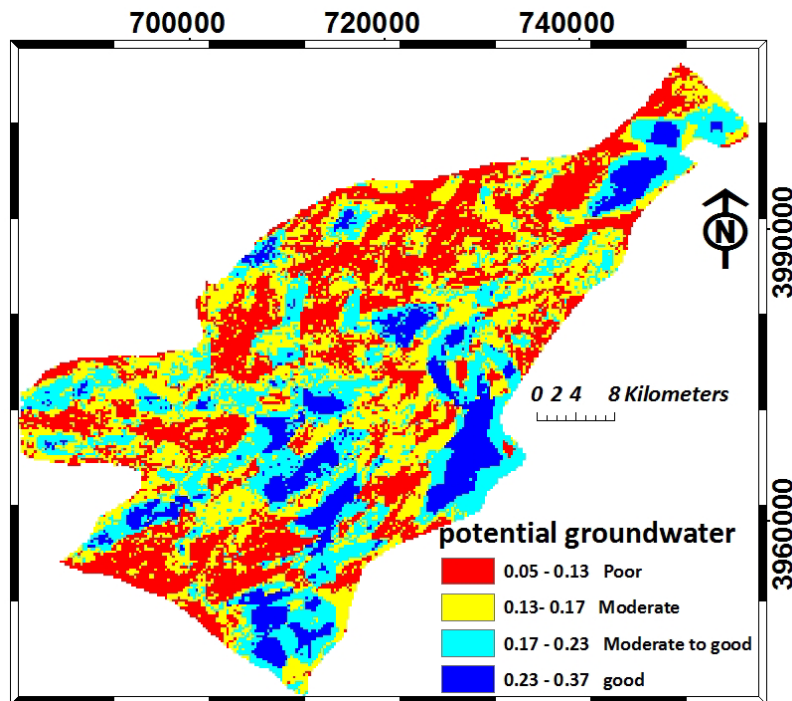 700000 720000 740000
N
3990000
0 2 4 8 Kilometers
3960000
potential groundwater
0.05 - 0.13 Poor
0.13- 0.17 Moderate
0.17 - 0.23 Moderate to good
0.23 - 0.37 good